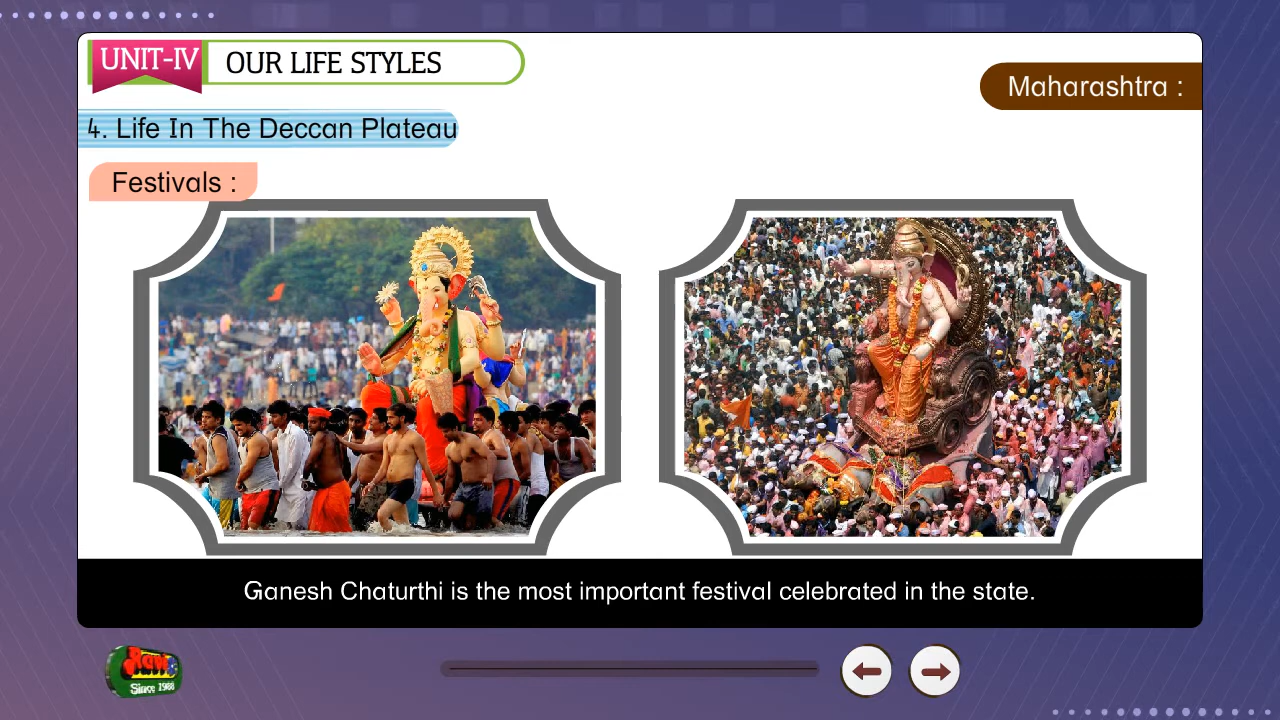 UNIT-IV
OUR LIFE STYLES
Maharashtra :
4. Life In The Deccan Plateau
Festivals :
Ganesh Chaturthi is the most important festival celebrated in the state.
Since 1988